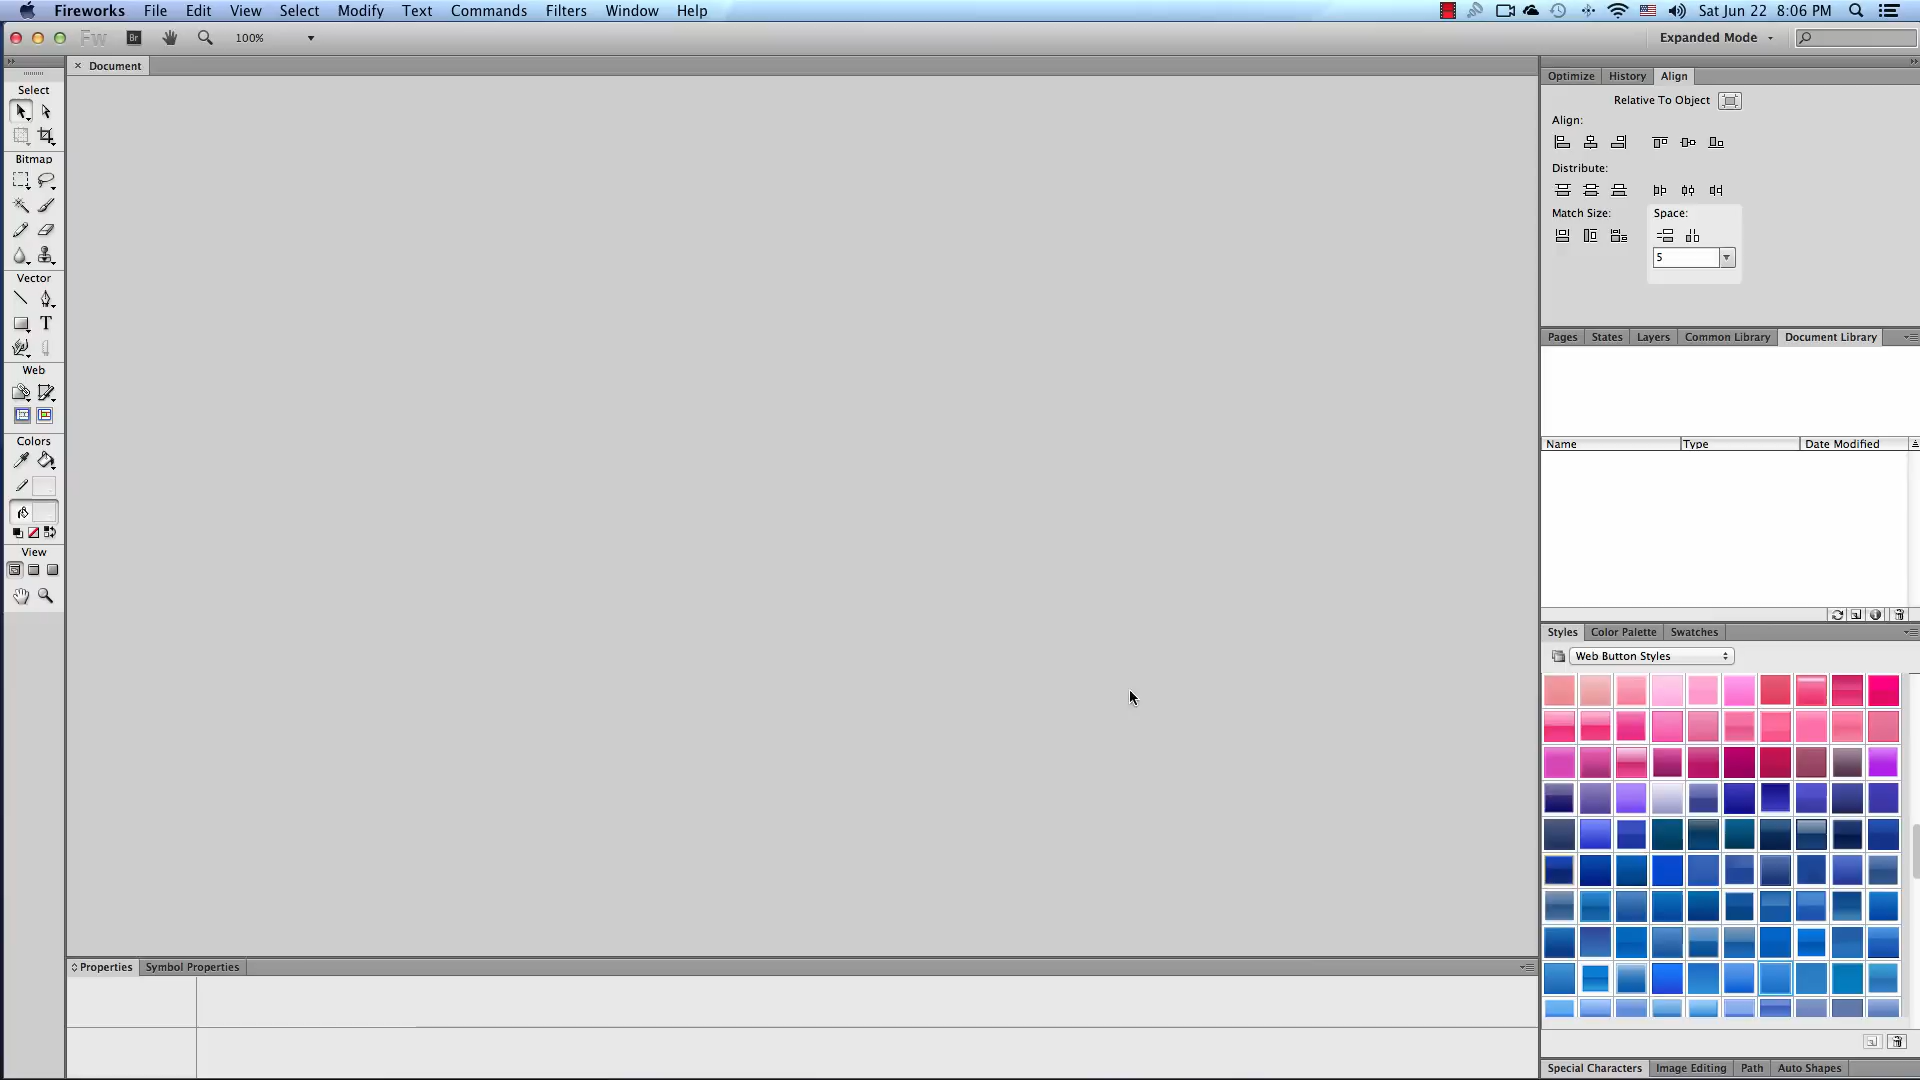 Fireworks File Edit View Select Modify Text Commands Filters Window Help Sat Jun 22 8:06 PM
Fw Br 100% Expanded Mode
Document
Select
Bitmap
Vector
T
Web
Colors
View
Optimize History Align
Relative To Object
Align:
Distribute:
Match Size: Space:
5
Pages States Layers Common Library Document Library
Name Type Date Modified
Styles Color Palette Swatches
Web Button Styles
Properties Symbol Properties
Special Characters Image Editing Path Auto Shapes